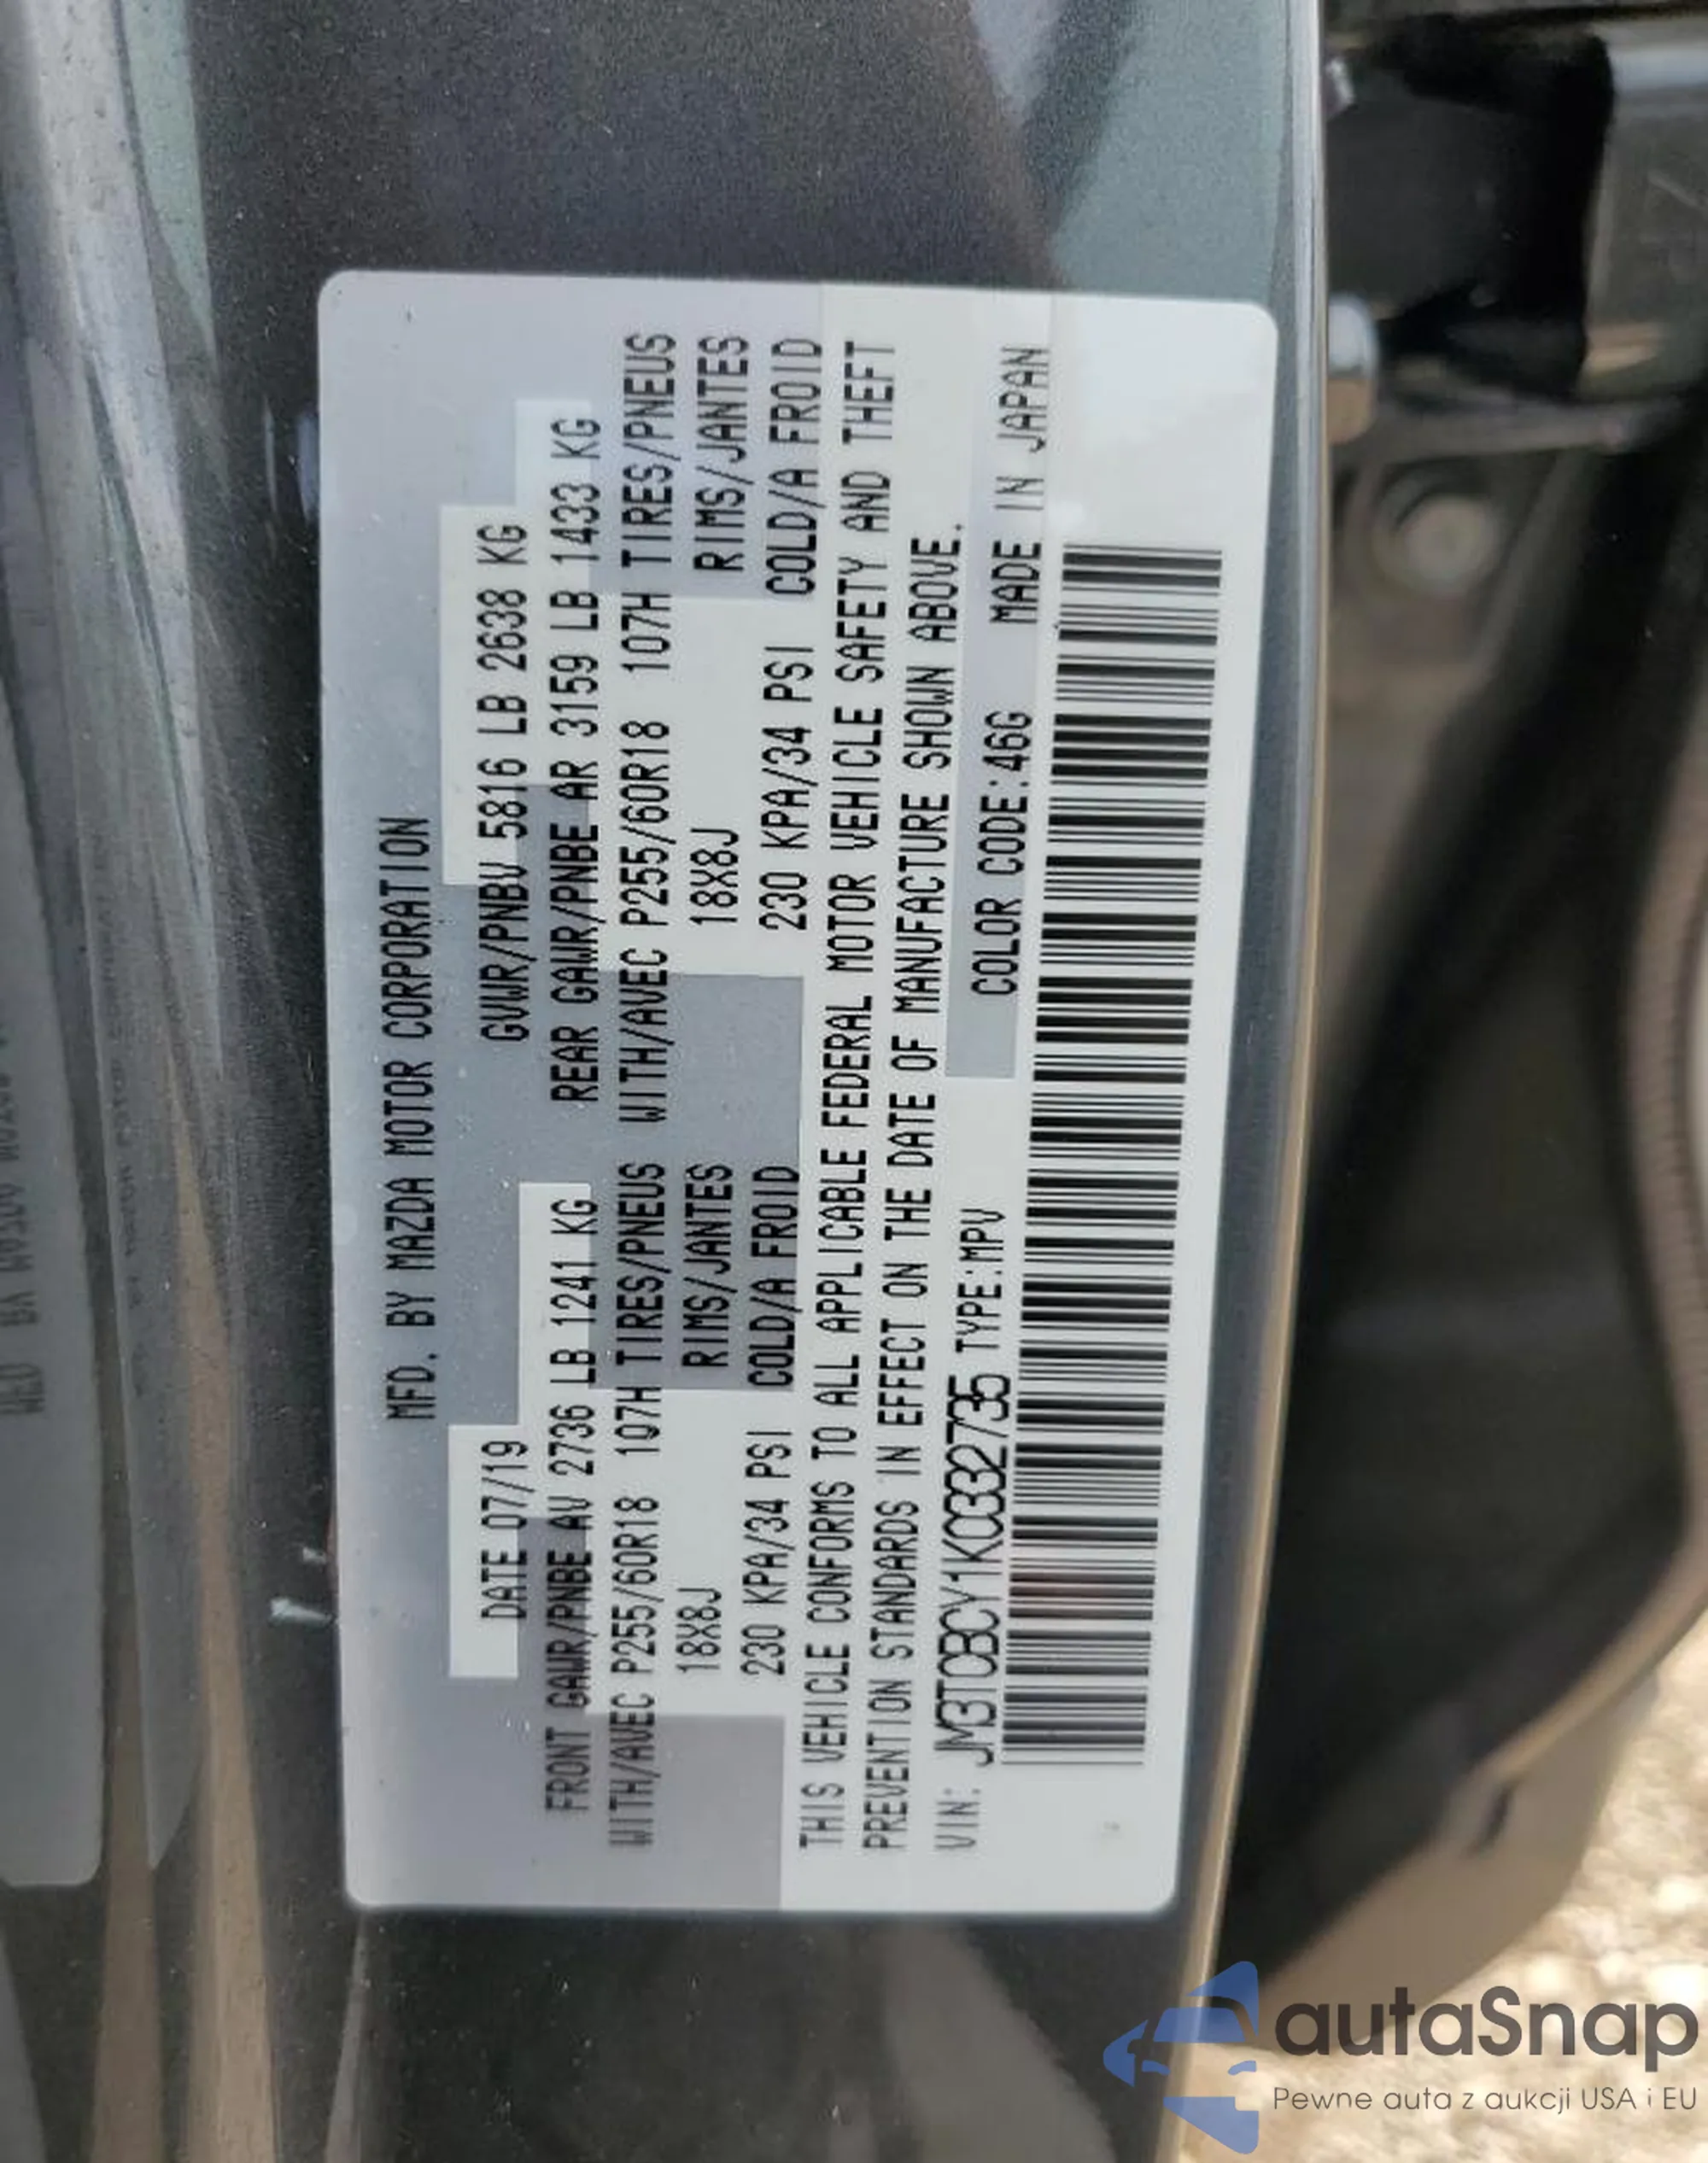 MFD. BY MAZDA MOTOR CORPORATION
DATE 07/19 GVWR/PNBV 5816 LB 2638 KG
FRONT GAWR/PNBE AV 2736 LB 1241 KG REAR GAWR/PNBE AR 3159 LB 1433 KG
WITH/AVEC P255/60R18 107H TIRES/PNEUS WITH/AVEC P255/60R18 107H TIRES/PNEUS
18X8J RIMS/JANTES 18X8J RIMS/JANTES
230 KPA/34 PSI COLD/A FROID 230 KPA/34 PSI COLD/A FROID
THIS VEHICLE CONFORMS TO ALL APPLICABLE FEDERAL MOTOR VEHICLE SAFETY AND THEFT
PREVENTION STANDARDS IN EFFECT ON THE DATE OF MANUFACTURE SHOWN ABOVE.
VIN: JM3TCBCY1K0332735 TYPE:MPV COLOR CODE:46G MADE IN JAPAN
autaSnap
Pewne auta z aukcji USA i EU